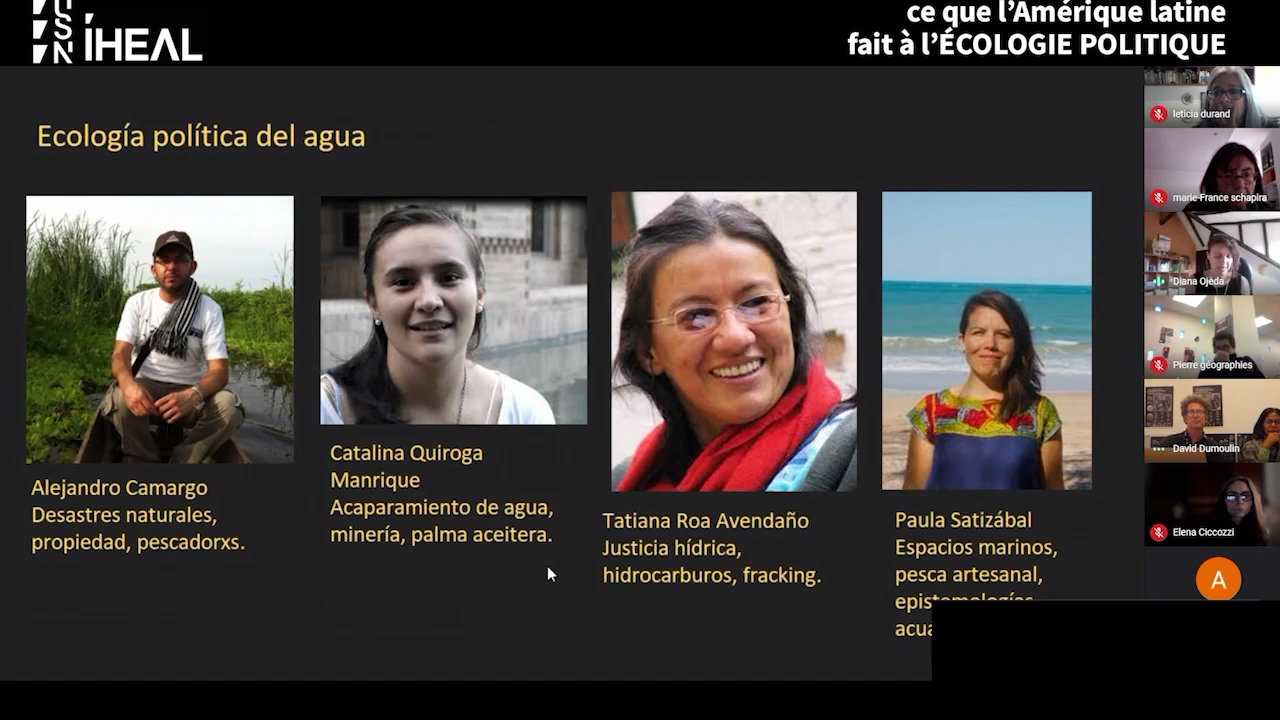 ÍHEAL
ce que l’Amérique latine
fait à l’ÉCOLOGIE POLITIQUE
Ecología política del agua
Alejandro Camargo
Desastres naturales,
propiedad, pescadorxs.
Catalina Quiroga
Manrique
Acaparamiento de agua,
minería, palma aceitera.
Tatiana Roa Avendaño
Justicia hídrica,
hidrocarburos, fracking.
Paula Satizábal
Espacios marinos,
pesca artesanal,
leticia durand
marie-France schapira
Diana Ojeda
Pierre géographies
David Dumoulin
Elena Ciccozzi
A